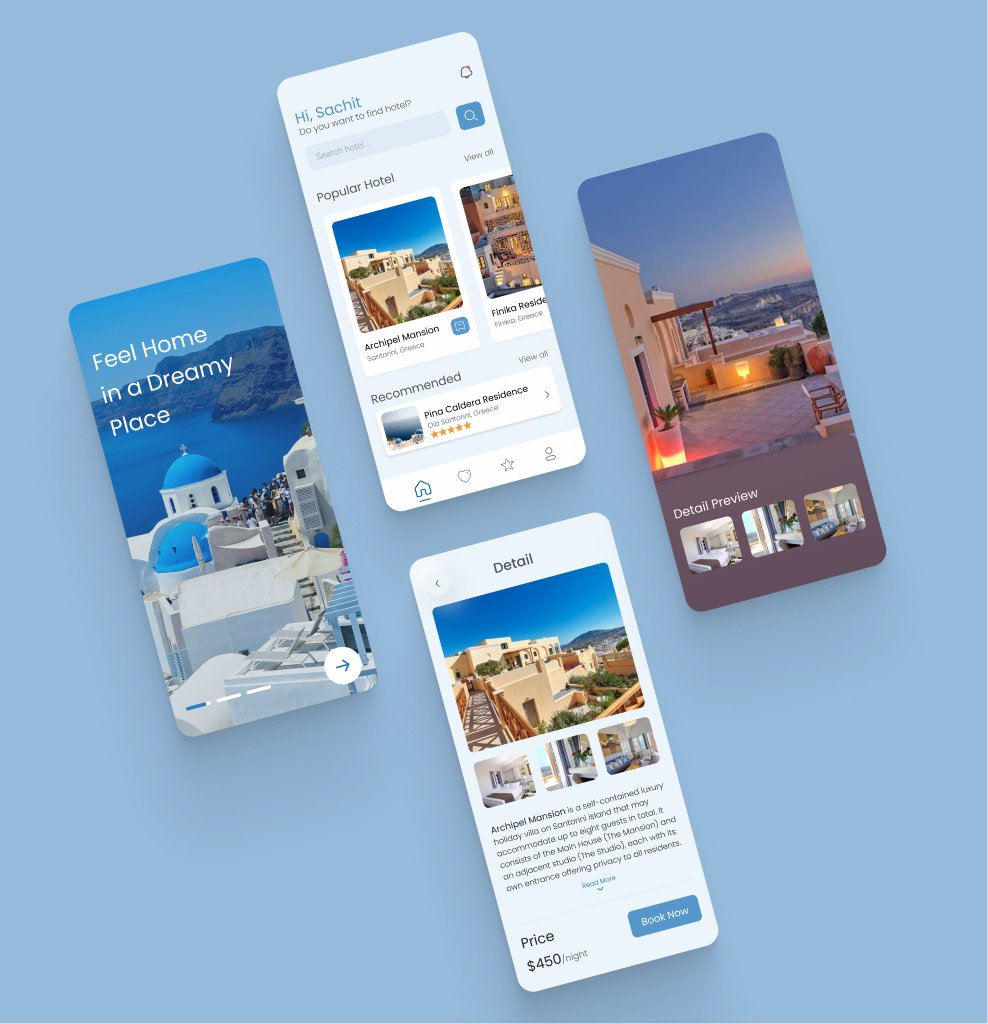 Hi, Sachit
Do you want to find hotel?
Search hotel...
Popular Hotel
View all
Archipel Mansion
Santorini, Greece
Finika Reside
Finikia, Greece
Recommended
View all
Pina Caldera Residence
Oia Santorini, Greece
Feel Home
in a Dreamy
Place
Detail Preview
Detail
Archipel Mansion is a self-contained luxury
holiday villa on Santorini island that may
accommodate up to eight guests in total. It
consists of the Main House (The Mansion) and
an adjacent studio (The Studio), each with its
own entrance offering privacy to all residents.
Read More
Price
$450/night
Book Now